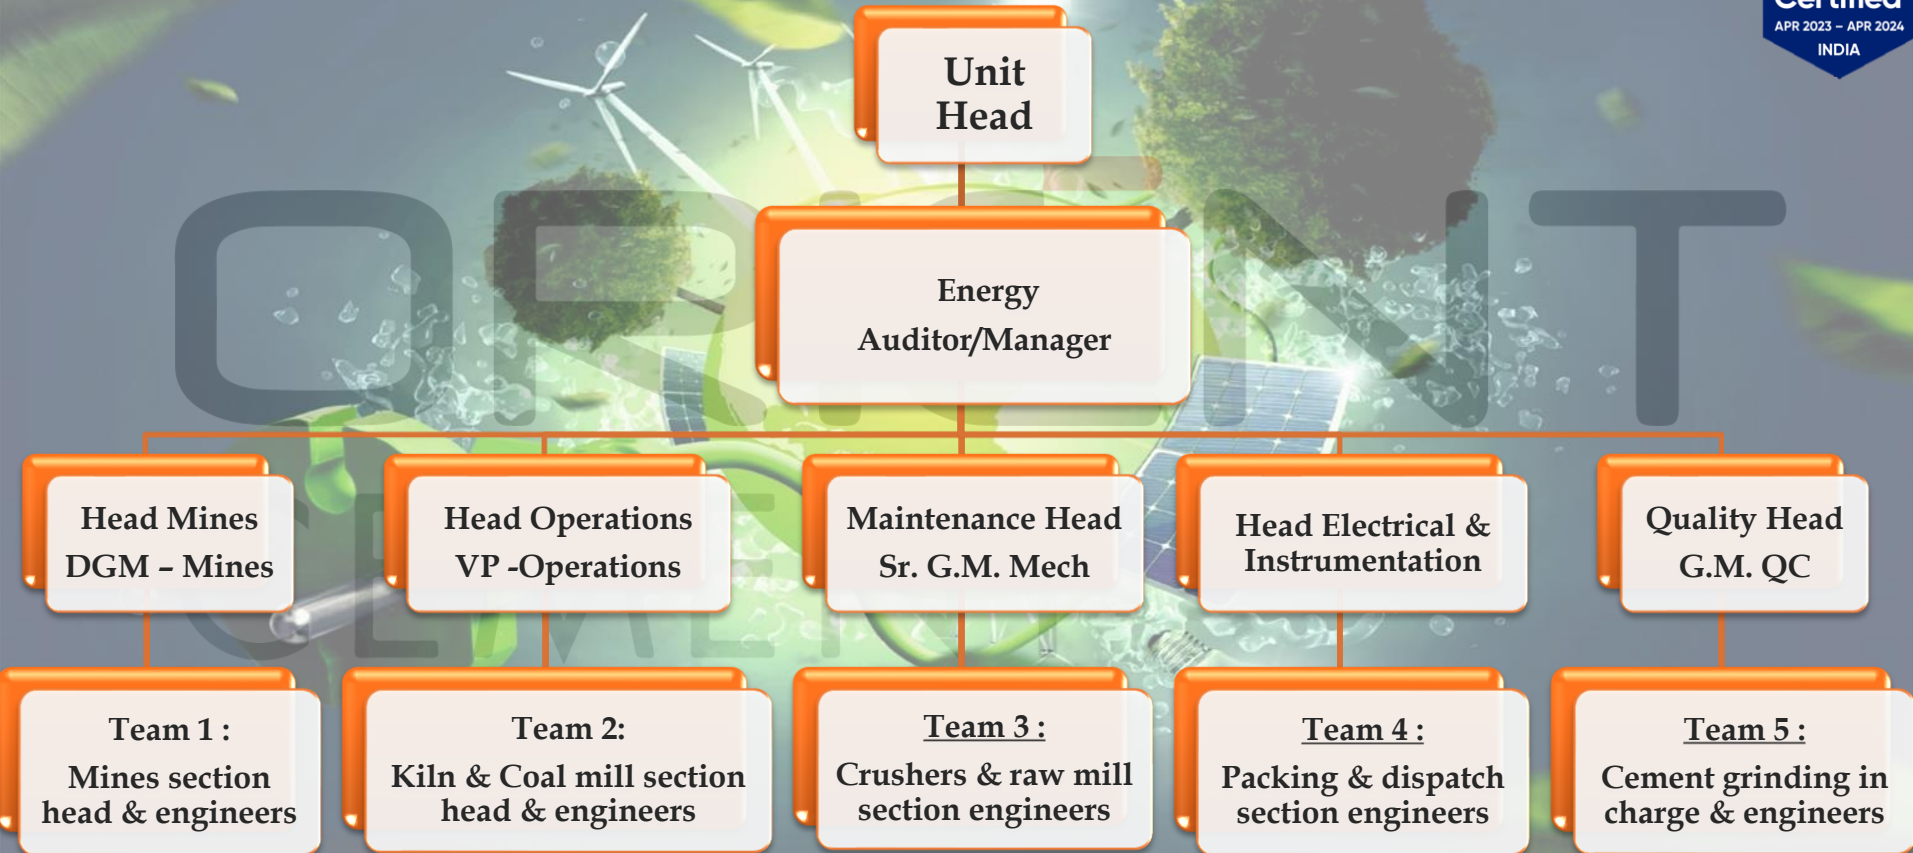 Certified
APR 2023 – APR 2024
INDIA
Unit
Head
Energy
Auditor/Manager
ORIENT
CEMENT
Head Mines
DGM – Mines
Head Operations
VP -Operations
Maintenance Head
Sr. G.M. Mech
Head Electrical &
Instrumentation
Quality Head
G.M. QC
Team 1 :
Mines section
head & engineers
Team 2:
Kiln & Coal mill section
head & engineers
Team 3 :
Crushers & raw mill
section engineers
Team 4 :
Packing & dispatch
section engineers
Team 5 :
Cement grinding in
charge & engineers